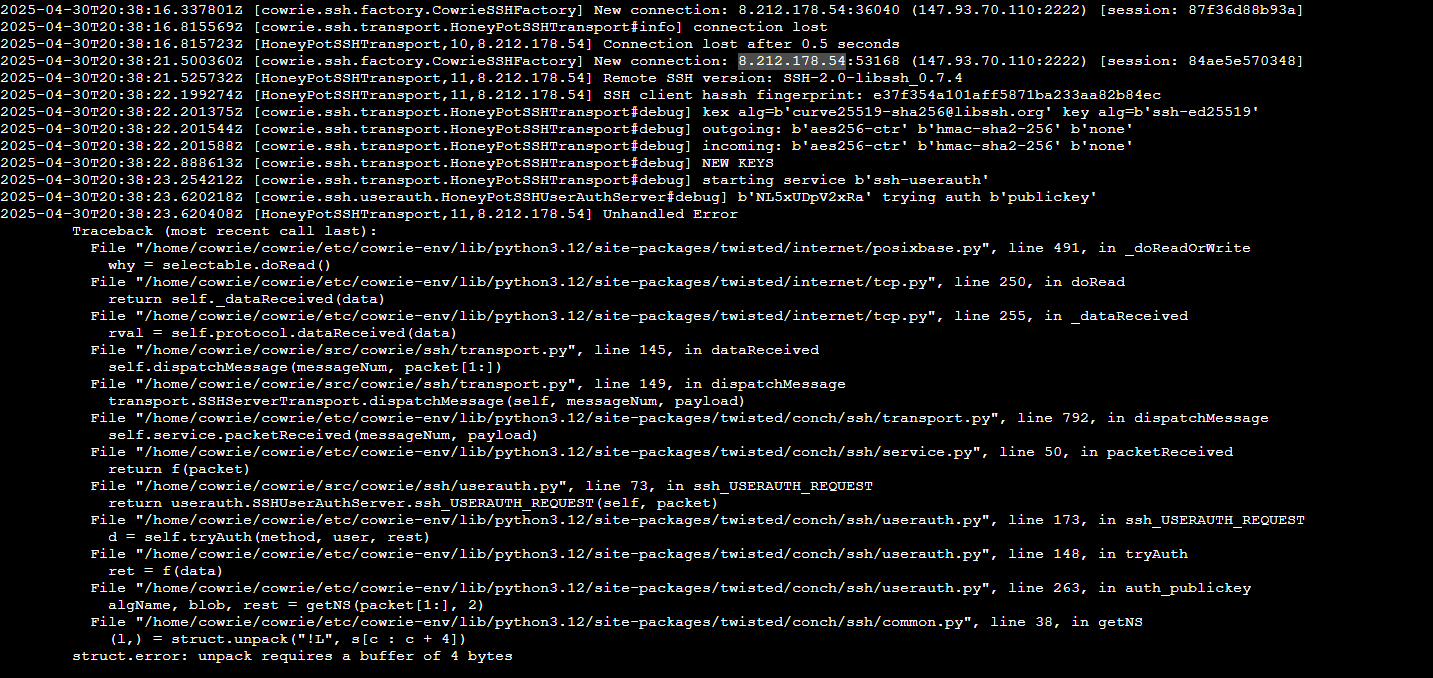 2025-04-30T20:38:16.337801Z [cowrie.ssh.factory.CowrieSSHFactory] New connection: 8.212.178.54:36040 (147.93.70.110:2222) [session: 87f36d88b93a]
2025-04-30T20:38:16.815569Z [cowrie.ssh.transport.HoneyPotSSHTransport#info] connection lost
2025-04-30T20:38:16.815723Z [HoneyPotSSHTransport,10,8.212.178.54] Connection lost after 0.5 seconds
2025-04-30T20:38:21.500360Z [cowrie.ssh.factory.CowrieSSHFactory] New connection: 8.212.178.54:53168 (147.93.70.110:2222) [session: 84ae5e570348]
2025-04-30T20:38:21.525732Z [HoneyPotSSHTransport,11,8.212.178.54] Remote SSH version: SSH-2.0-libssh_0.7.4
2025-04-30T20:38:22.199274Z [HoneyPotSSHTransport,11,8.212.178.54] SSH client hassh fingerprint: e37f354a101aff5871ba233aa82b84ec
2025-04-30T20:38:22.201375Z [cowrie.ssh.transport.HoneyPotSSHTransport#debug] kex alg=b'curve25519-sha256@libssh.org' key alg=b'ssh-ed25519'
2025-04-30T20:38:22.201544Z [cowrie.ssh.transport.HoneyPotSSHTransport#debug] outgoing: b'aes256-ctr' b'hmac-sha2-256' b'none'
2025-04-30T20:38:22.201588Z [cowrie.ssh.transport.HoneyPotSSHTransport#debug] incoming: b'aes256-ctr' b'hmac-sha2-256' b'none'
2025-04-30T20:38:22.888613Z [cowrie.ssh.transport.HoneyPotSSHTransport#debug] NEW KEYS
2025-04-30T20:38:23.254212Z [cowrie.ssh.transport.HoneyPotSSHTransport#debug] starting service b'ssh-userauth'
2025-04-30T20:38:23.620218Z [cowrie.ssh.userauth.HoneyPotSSHUserAuthServer#debug] b'NL5xUDpV2xRa' trying auth b'publickey'
2025-04-30T20:38:23.620408Z [HoneyPotSSHTransport,11,8.212.178.54] Unhandled Error
Traceback (most recent call last):
File "/home/cowrie/cowrie/etc/cowrie/cowrie-env/lib/python3.12/site-packages/twisted/internet/posixbase.py", line 491, in _doReadOrWrite
why = selectable.doRead()
File "/home/cowrie/cowrie/etc/cowrie/cowrie-env/lib/python3.12/site-packages/twisted/internet/tcp.py", line 250, in doRead
return self._dataReceived(data)
File "/home/cowrie/cowrie/etc/cowrie/cowrie-env/lib/python3.12/site-packages/twisted/internet/tcp.py", line 255, in _dataReceived
rval = self.protocol.dataReceived(data)
File "/home/cowrie/cowrie/src/cowrie/ssh/transport.py", line 145, in dataReceived
self.dispatchMessage(messageNum, packet[1:])
File "/home/cowrie/cowrie/src/cowrie/ssh/transport.py", line 149, in dispatchMessage
transport.SSHServerTransport.dispatchMessage(self, messageNum, payload)
File "/home/cowrie/cowrie/etc/cowrie/cowrie-env/lib/python3.12/site-packages/twisted/conch/ssh/transport.py", line 792, in dispatchMessage
self.service.packetReceived(messageNum, payload)
File "/home/cowrie/cowrie/etc/cowrie/cowrie-env/lib/python3.12/site-packages/twisted/conch/ssh/service.py", line 50, in packetReceived
return f(packet)
File "/home/cowrie/cowrie/src/cowrie/ssh/userauth.py", line 73, in ssh_USERAUTH_REQUEST
return userauth.SSHUserAuthServer.ssh_USERAUTH_REQUEST(self, packet)
File "/home/cowrie/cowrie/etc/cowrie/cowrie-env/lib/python3.12/site-packages/twisted/conch/ssh/userauth.py", line 173, in ssh_USERAUTH_REQUEST
d = self.tryAuth(method, user, rest)
File "/home/cowrie/cowrie/etc/cowrie/cowrie-env/lib/python3.12/site-packages/twisted/conch/ssh/userauth.py", line 148, in tryAuth
ret = f(data)
File "/home/cowrie/cowrie/etc/cowrie/cowrie-env/lib/python3.12/site-packages/twisted/conch/ssh/userauth.py", line 263, in auth_publickey
algName, blob, rest = getNS(packet[1:], 2)
File "/home/cowrie/cowrie/etc/cowrie/cowrie-env/lib/python3.12/site-packages/twisted/conch/ssh/common.py", line 38, in getNS
(l,) = struct.unpack("!L", s[c : c + 4])
struct.error: unpack requires a buffer of 4 bytes